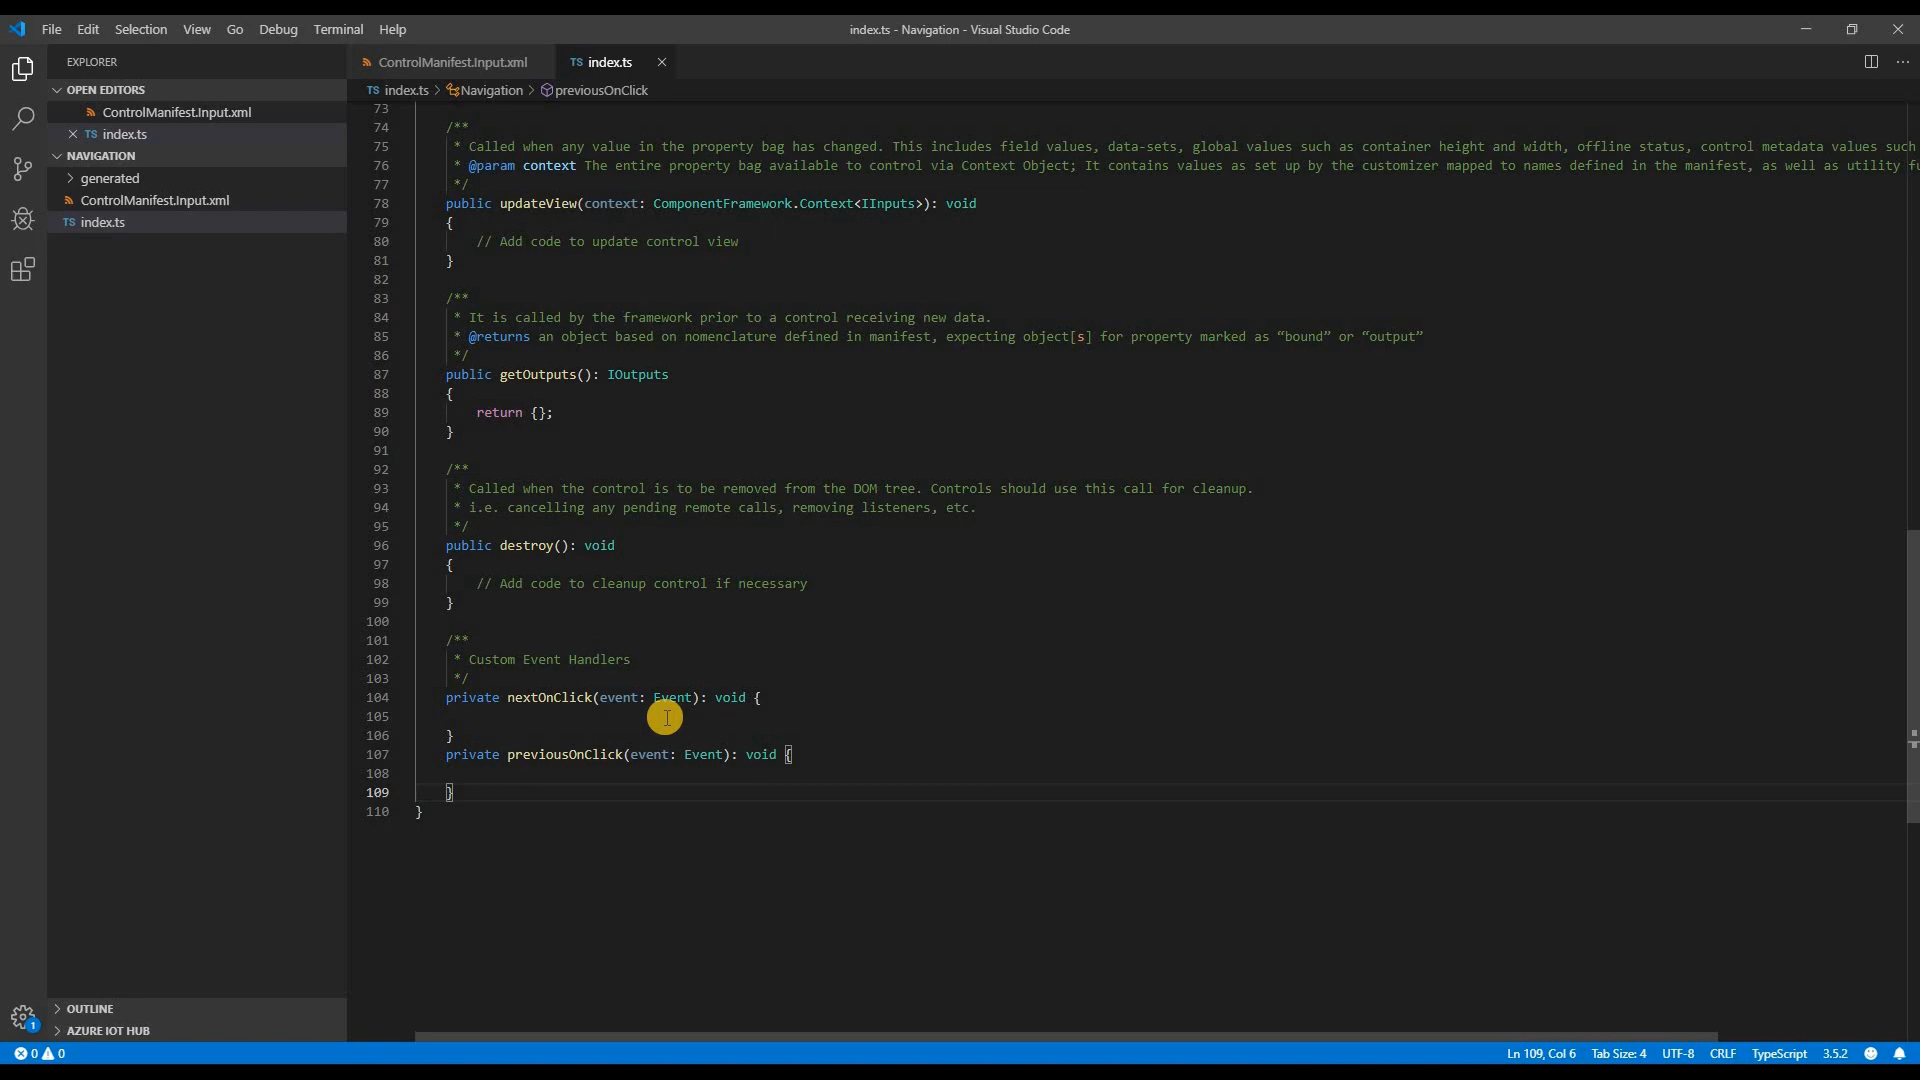 File Edit Selection View Go Debug Terminal Help
index.ts - Navigation - Visual Studio Code
EXPLORER
OPEN EDITORS
ControlManifest.Input.xml
TS index.ts
NAVIGATION
generated
ControlManifest.Input.xml
TS index.ts
OUTLINE
AZURE IOT HUB
ControlManifest.Input.xml
TS index.ts
TS index.ts > Navigation > previousOnClick
73
74 /**
75 * Called when any value in the property bag has changed. This includes field values, data-sets, global values such as container height and width, offline status, control metadata values such
76 * @param context The entire property bag available to control via Context Object; It contains values as set up by the customizer mapped to names defined in the manifest, as well as utility fu
77 */
78 public updateView(context: ComponentFramework.Context<IInputs>): void
79 {
80 // Add code to update control view
81 }
82
83 /**
84 * It is called by the framework prior to a control receiving new data.
85 * @returns an object based on nomenclature defined in manifest, expecting object[s] for property marked as “bound” or “output”
86 */
87 public getOutputs(): IOutputs
88 {
89 return {};
90 }
91
92 /**
93 * Called when the control is to be removed from the DOM tree. Controls should use this call for cleanup.
94 * i.e. cancelling any pending remote calls, removing listeners, etc.
95 */
96 public destroy(): void
97 {
98 // Add code to cleanup control if necessary
99 }
100
101 /**
102 * Custom Event Handlers
103 */
104 private nextOnClick(event: Event): void {
105
106 }
107 private previousOnClick(event: Event): void {
108
109 }
110 }
1
0 0
Ln 109, Col 6 Tab Size: 4 UTF-8 CRLF TypeScript 3.5.2